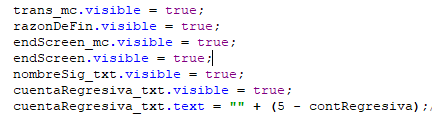 trans_mc.visible = true;
razonDeFin.visible = true;
endScreen_mc.visible = true;
endScreen.visible = true;
nombreSig_txt.visible = true;
cuentaRegresiva_txt.visible = true;
cuentaRegresiva_txt.text = "" + (5 - contRegresiva);